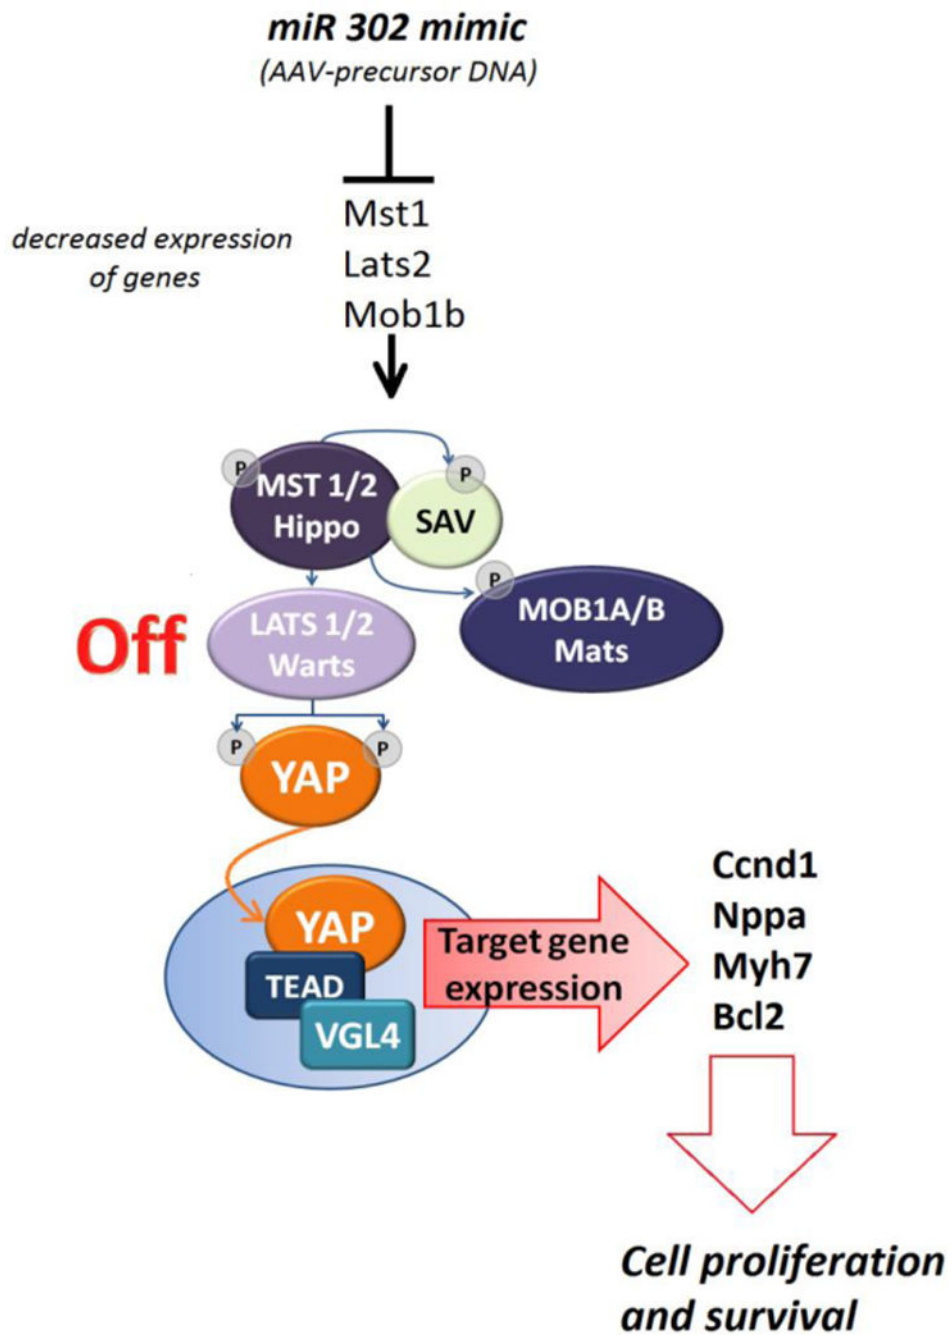 miR 302 mimic
(AAV-precursor DNA)
Mst1
decreased expression
of genes
Lats2
Mob1b
P
MST 1/2
Hippo
P
SAV
P
MOB1A/B
Mats
Off
LATS 1/2
Warts
P
P
YAP
YAP
TEAD
VGL4
Target gene
expression
Ccnd1
Nppa
Myh7
Bcl2
Cell proliferation
and survival